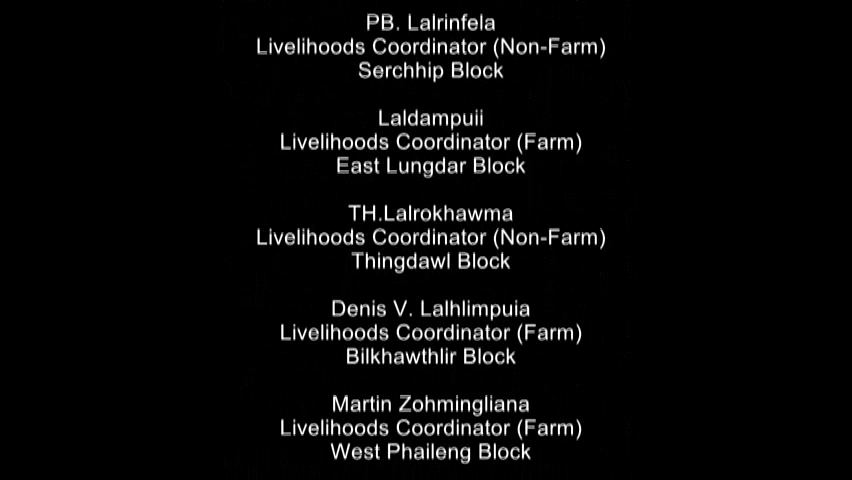 PB. Lalrinfela
Livelihoods Coordinator (Non-Farm)
Serchhip Block
Laldampuii
Livelihoods Coordinator (Farm)
East Lungdar Block
TH.Lalrokhawma
Livelihoods Coordinator (Non-Farm)
Thingdawl Block
Denis V. Lalhlimpuia
Livelihoods Coordinator (Farm)
Bilkhawthlir Block
Martin Zohmingliana
Livelihoods Coordinator (Farm)
West Phaileng Block